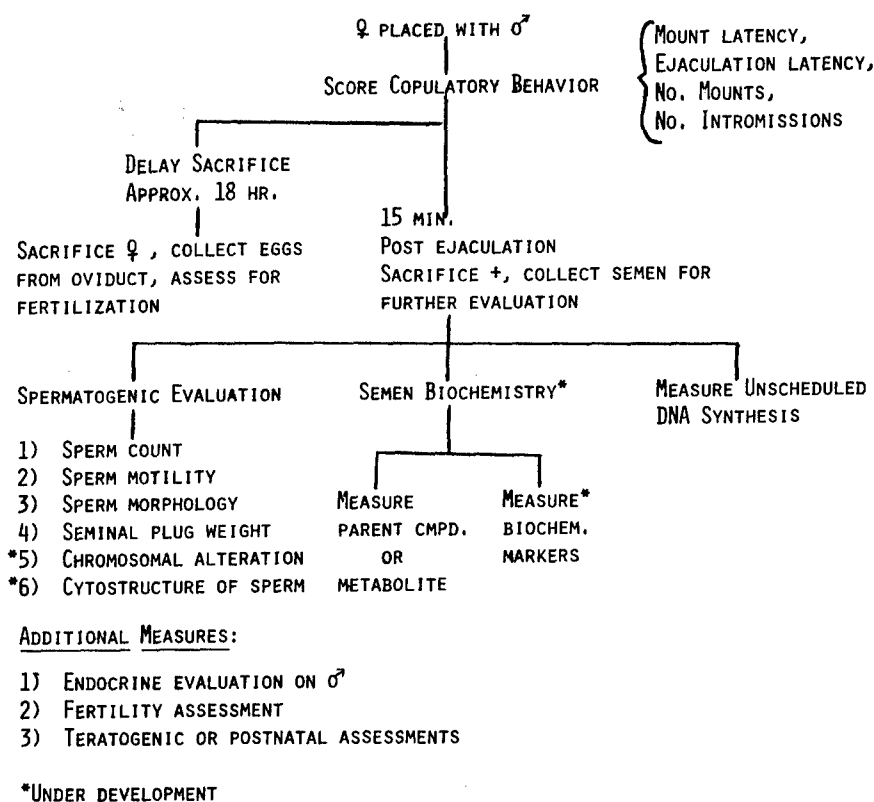 ♀ PLACED WITH ♂
SCORE COPULATORY BEHAVIOR
MOUNT LATENCY,
EJACULATION LATENCY,
NO. MOUNTS,
NO. INTROMISSIONS
DELAY SACRIFICE
APPROX. 18 HR.
SACRIFICE ♀ , COLLECT EGGS
FROM OVIDUCT, ASSESS FOR
FERTILIZATION
15 MIN.
POST EJACULATION
SACRIFICE +, COLLECT SEMEN FOR
FURTHER EVALUATION
SPERMATOGENIC EVALUATION
1) SPERM COUNT
2) SPERM MOTILITY
3) SPERM MORPHOLOGY
4) SEMINAL PLUG WEIGHT
*5) CHROMOSOMAL ALTERATION
*6) CYTOSTRUCTURE OF SPERM
SEMEN BIOCHEMISTRY*
MEASURE
PARENT CMPD.
OR
METABOLITE
MEASURE*
BIOCHEM.
MARKERS
MEASURE UNSCHEDULED
DNA SYNTHESIS
ADDITIONAL MEASURES:
1) ENDOCRINE EVALUATION ON ♂
2) FERTILITY ASSESSMENT
3) TERATOGENIC OR POSTNATAL ASSESSMENTS
*UNDER DEVELOPMENT